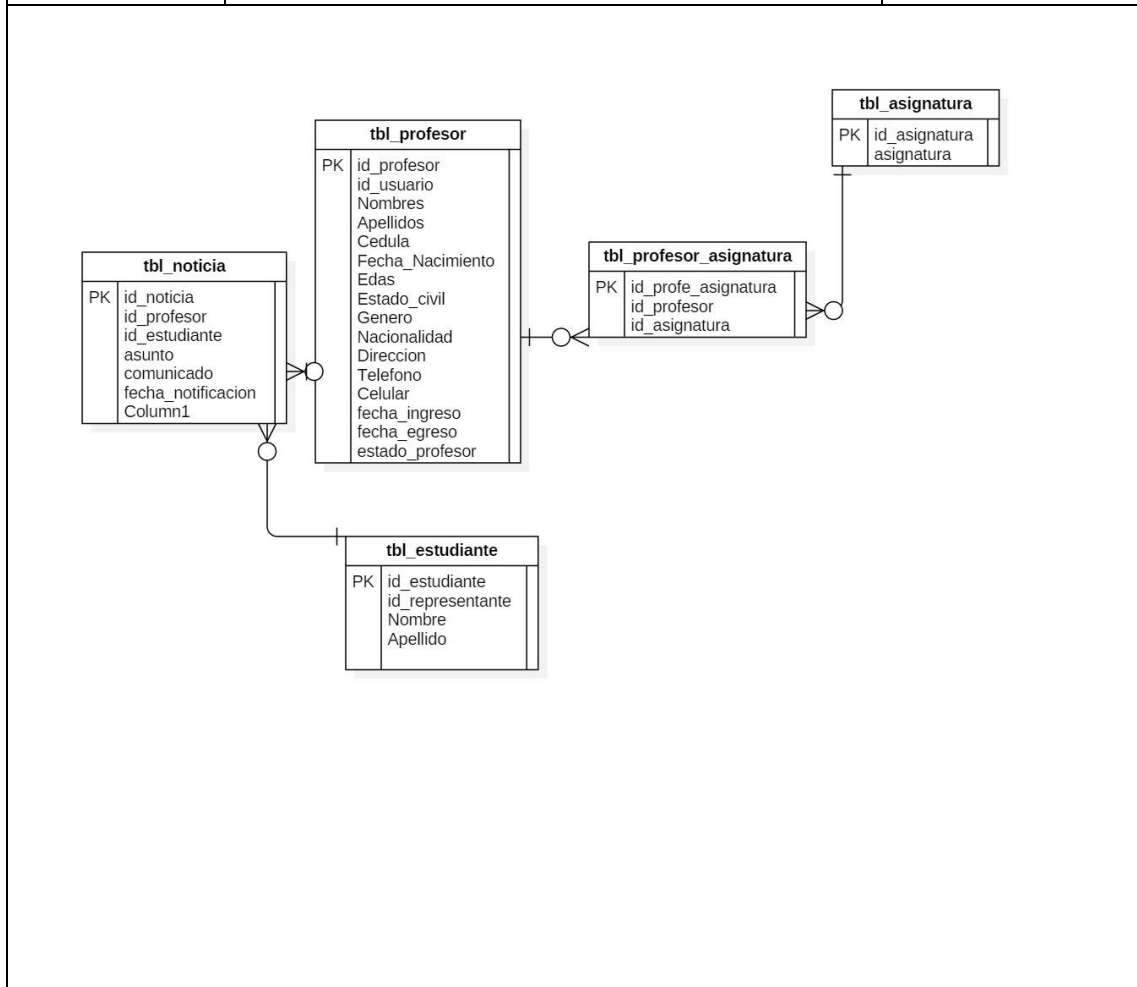 tbl_asignatura
PK id_asignatura
asignatura
tbl_profesor
PK id_profesor
id_usuario
Nombres
Apellidos
Cedula
Fecha_Nacimiento
Edas
Estado_civil
Genero
Nacionalidad
Direccion
Telefono
Celular
fecha_ingreso
fecha_egreso
estado_profesor
tbl_profesor_asignatura
PK id_profe_asignatura
id_profesor
id_asignatura
tbl_noticia
PK id_noticia
id_profesor
id_estudiante
asunto
comunicado
fecha_notificacion
Column1
tbl_estudiante
PK id_estudiante
id_representante
Nombre
Apellido